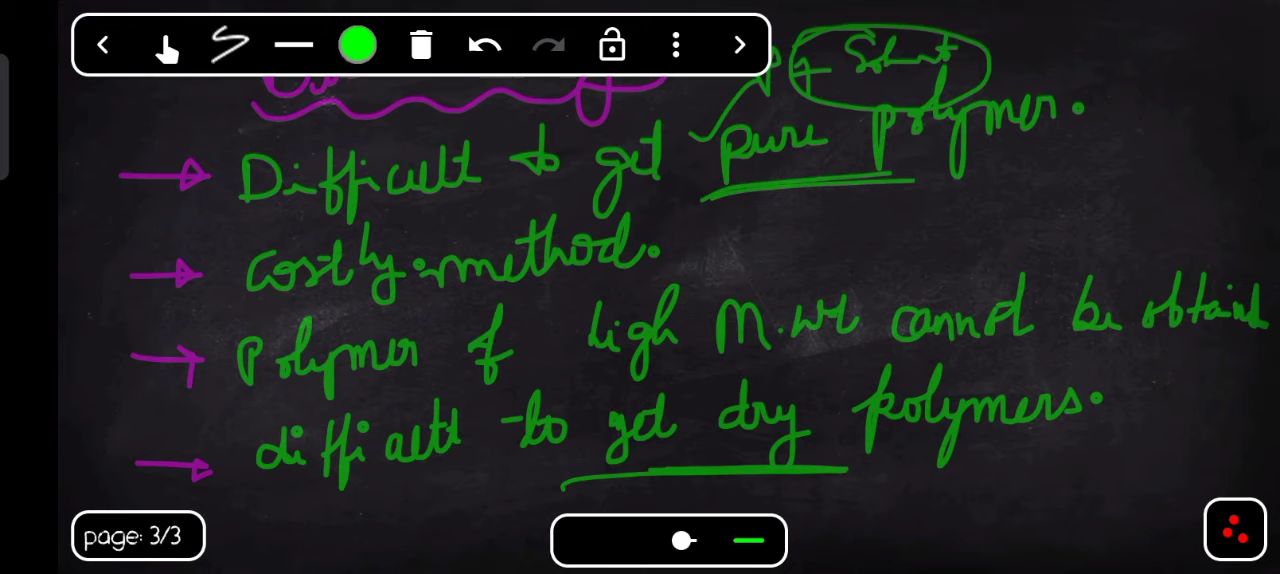 P + Solvent
Difficult to get pure polymer.
Costly method.
Polymer of high M.wt cannot be obtained
difficult to get dry polymers.
page: 3/3